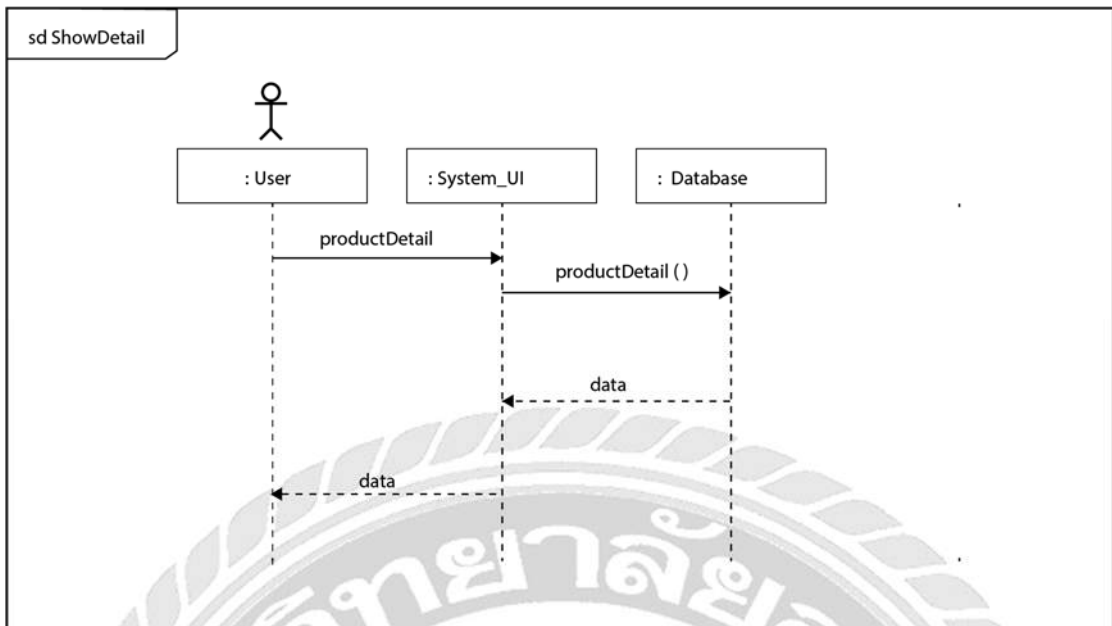 sd ShowDetail
: User
: System_UI
: Database
productDetail
productDetail ( )
data
data